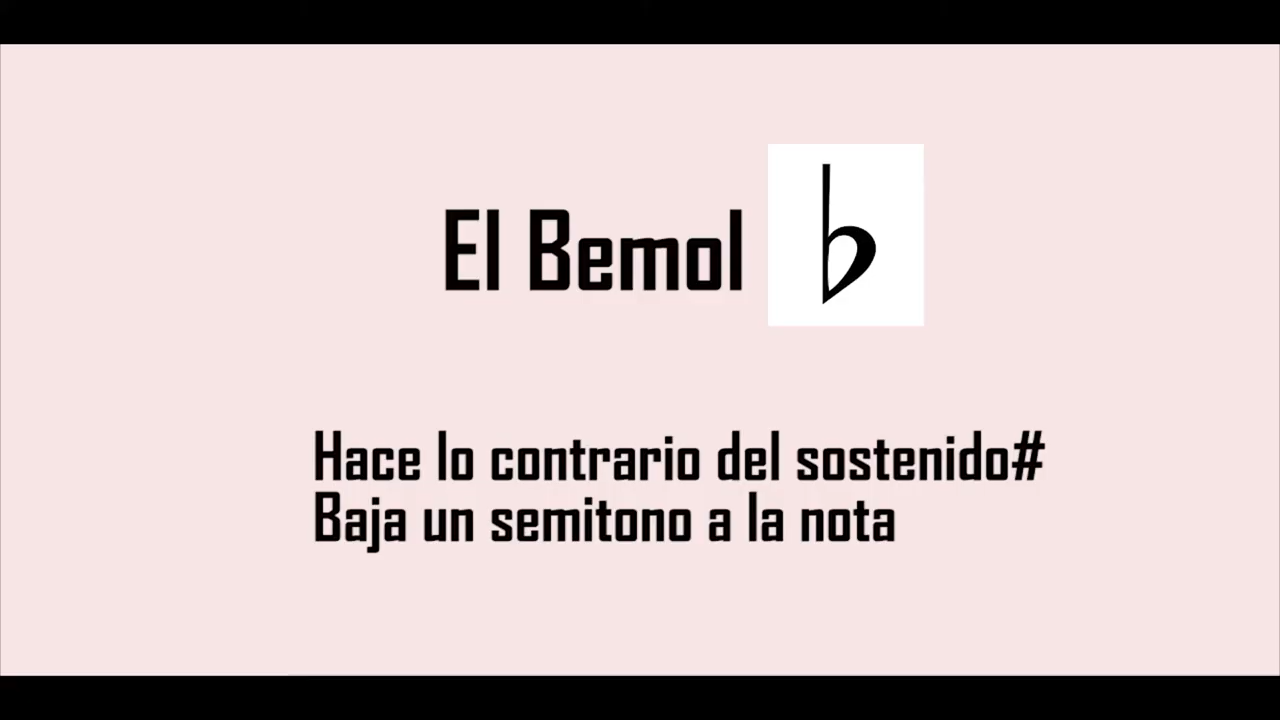 El Bemol ♭
Hace lo contrario del sostenido#
Baja un semitono a la nota